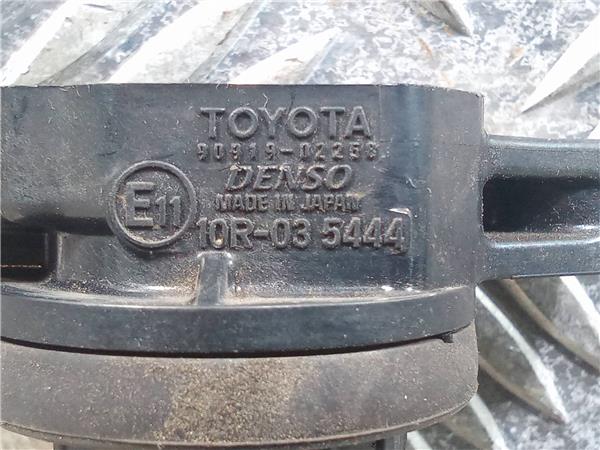 TOYOTA
90919-02258
DENSO
MADE IN JAPAN
E11
10R-03 5444